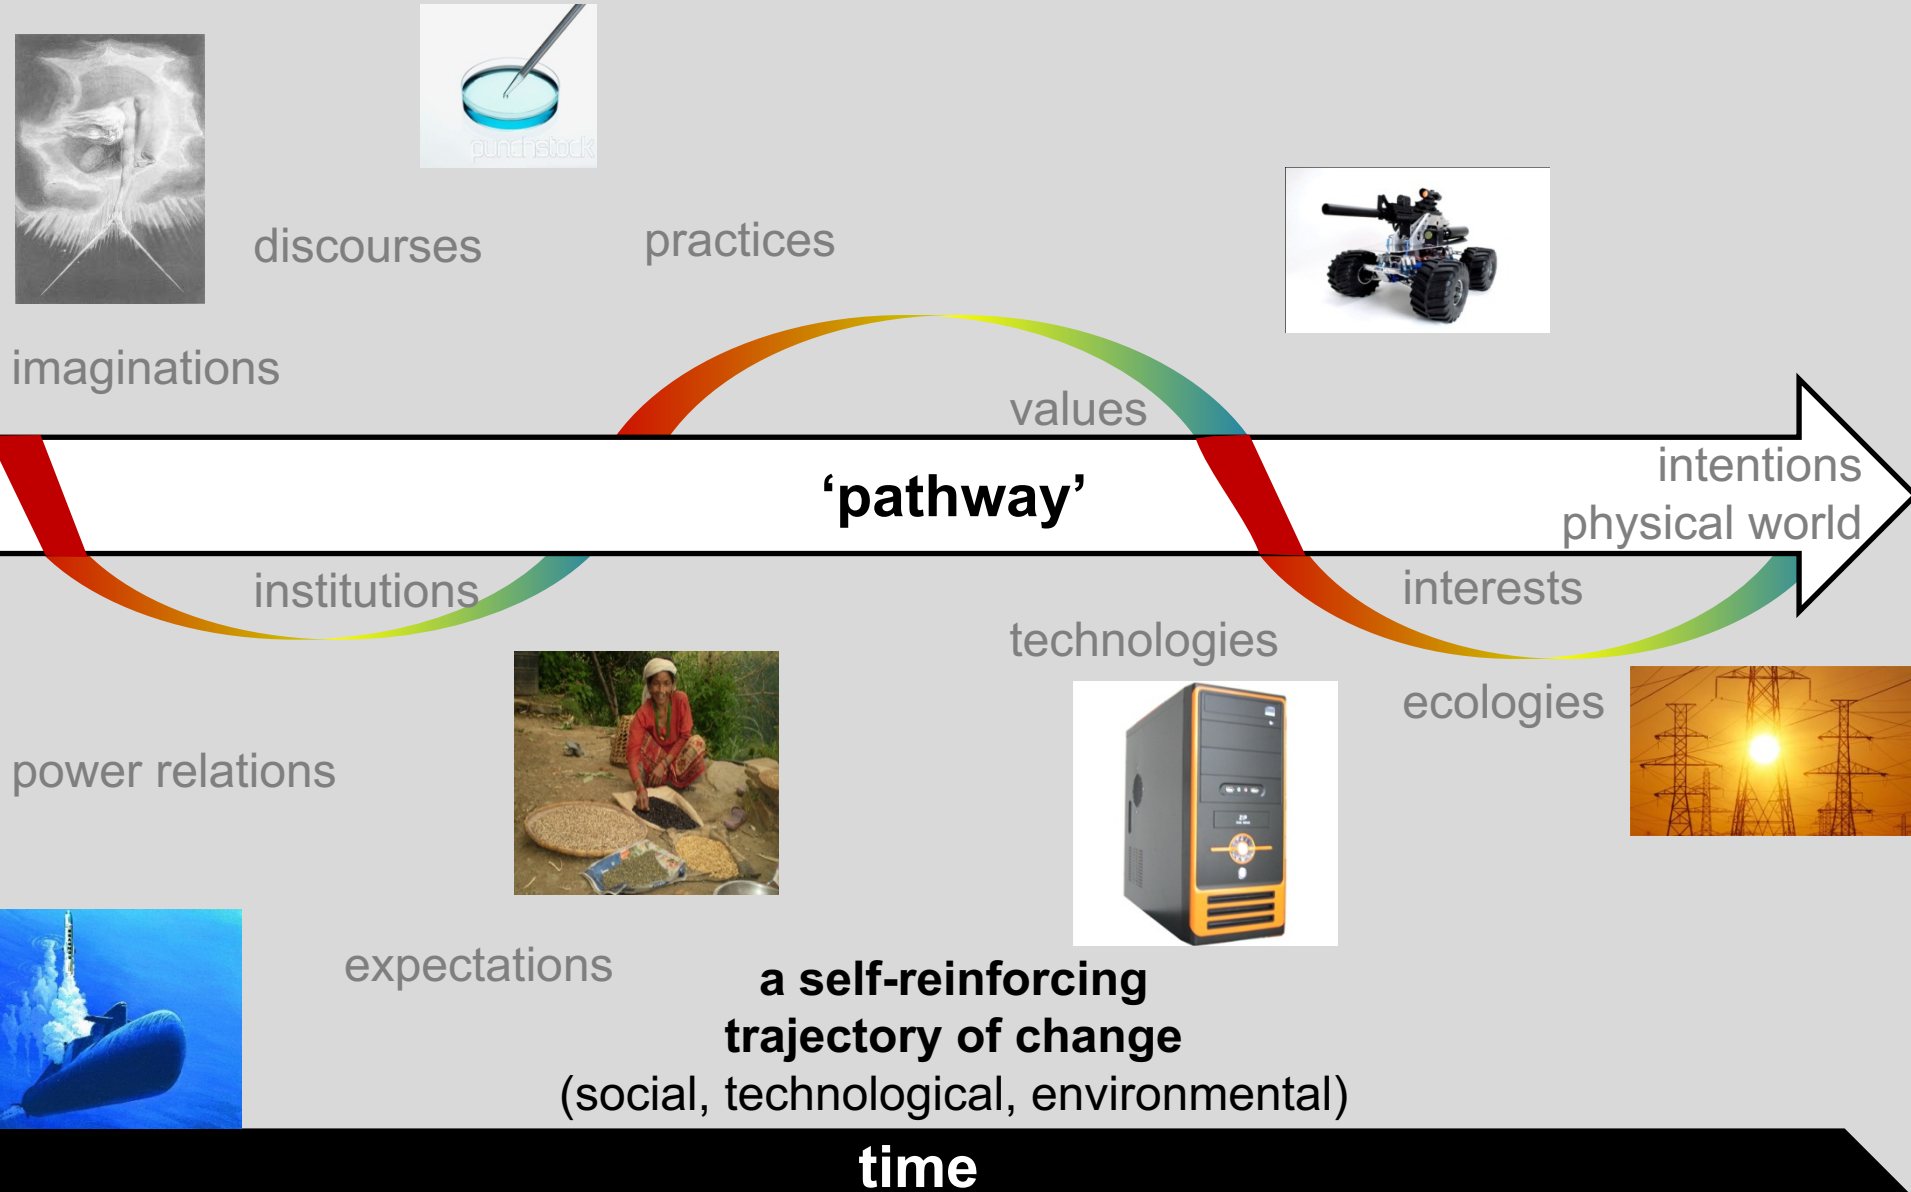 punchstock
discourses
practices
imaginations
values
‘pathway’
intentions
physical world
institutions
interests
technologies
ecologies
power relations
ZIP
expectations
a self-reinforcing
trajectory of change
(social, technological, environmental)
time